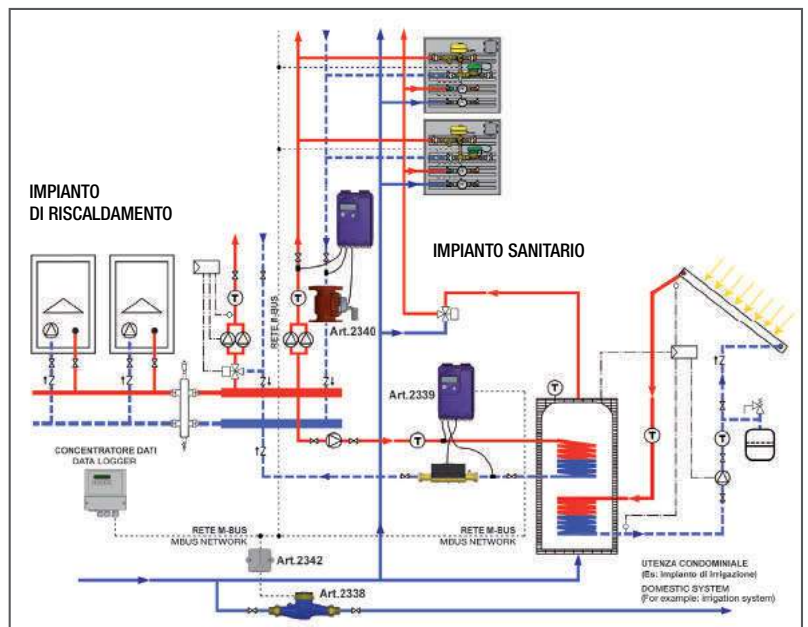 IMPIANTO
DI RISCALDAMENTO
IMPIANTO SANITARIO
RETE M-BUS
Art.2340
Art.2339
T
T
T
T
T
T
CONCENTRATORE DATI
DATA LOGGER
RETE M-BUS
MBUS NETWORK
RETE M-BUS
MBUS NETWORK
Art.2342
Art.2338
UTENZA CONDOMINIALE
(Es: impianto di irrigazione)
DOMESTIC SYSTEM
(For example: irrigation system)